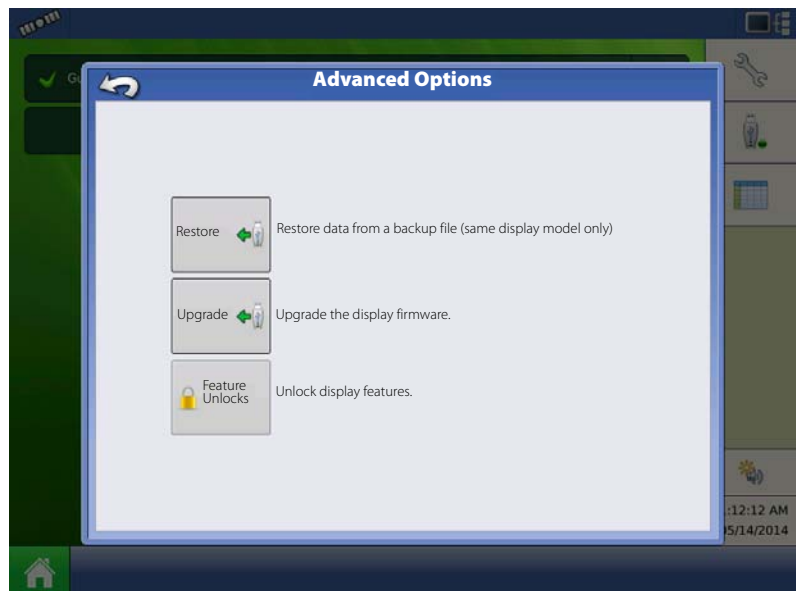 Advanced Options
Restore
Restore data from a backup file (same display model only)
Upgrade
Upgrade the display firmware.
Feature
Unlocks
Unlock display features.
:12:12 AM
05/14/2014